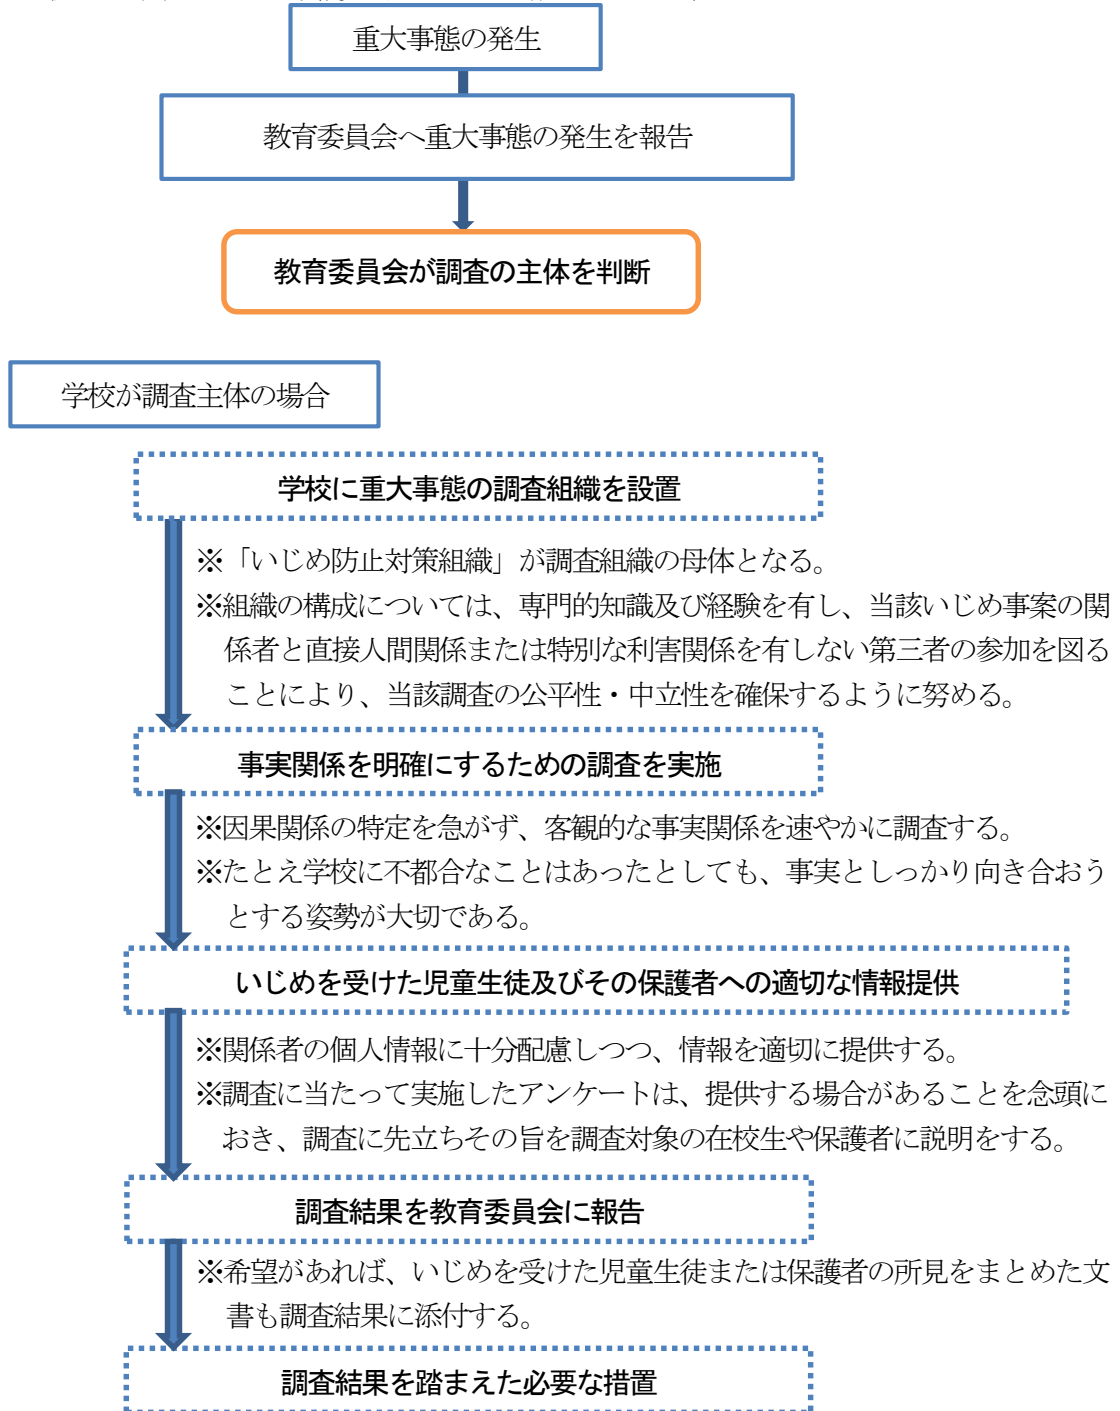 重大事態の発生
教育委員会へ重大事態の発生を報告
教育委員会が調査の主体を判断
学校が調査主体の場合
学校に重大事態の調査組織を設置
※「いじめ防止対策組織」が調査組織の母体となる。
※組織の構成については、専門的知識及び経験を有し、当該いじめ事案の関
係者と直接人間関係または特別な利害関係を有しない第三者の参加を図る
ことにより、当該調査の公平性・中立性を確保するように努める。
事実関係を明確にするための調査を実施
※因果関係の特定を急がず、客観的な事実関係を速やかに調査する。
※たとえ学校に不都合なことはあったとしても、事実としっかり向き合おう
とする姿勢が大切である。
いじめを受けた児童生徒及びその保護者への適切な情報提供
※関係者の個人情報に十分配慮しつつ、情報を適切に提供する。
※調査に当たって実施したアンケートは、提供する場合があることを念頭に
おき、調査に先立ちその旨を調査対象の在校生や保護者に説明をする。
調査結果を教育委員会に報告
※希望があれば、いじめを受けた児童生徒または保護者の所見をまとめた文
書も調査結果に添付する。
調査結果を踏まえた必要な措置